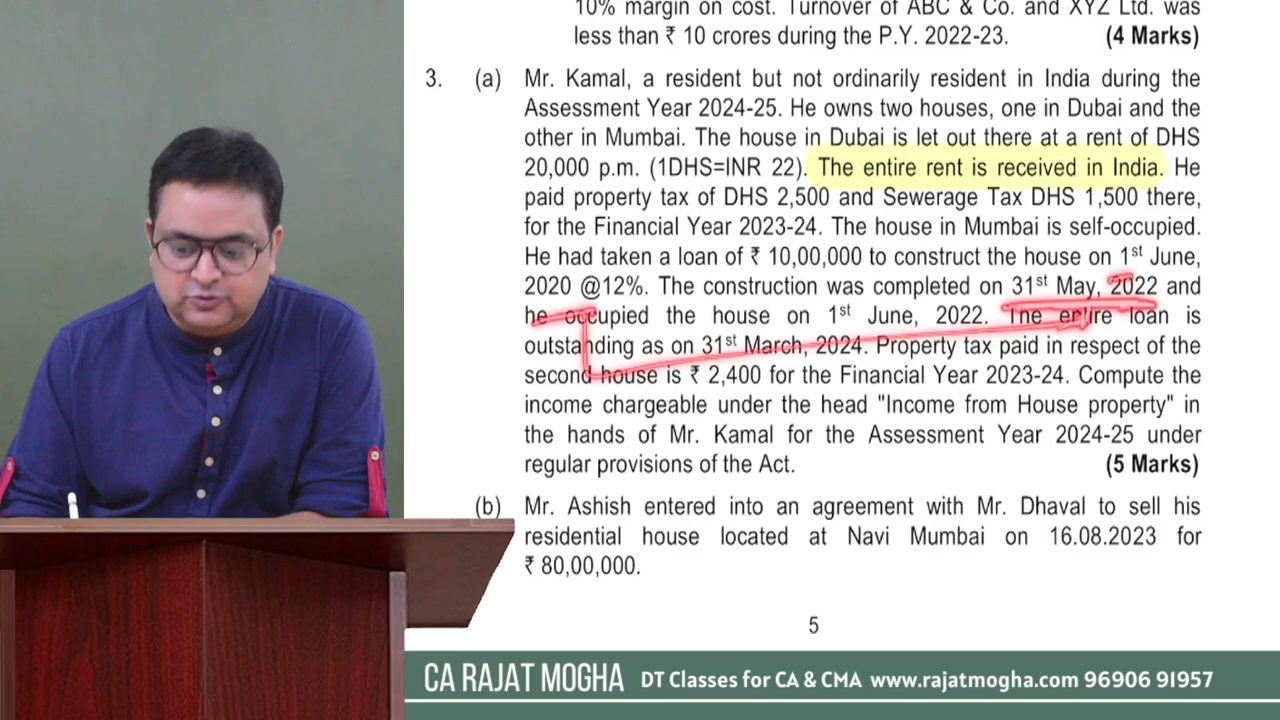 10% margin on cost. Turnover of ABC & Co. and XYZ Ltd. was
less than ₹ 10 crores during the P.Y. 2022-23. (4 Marks)
3. (a) Mr. Kamal, a resident but not ordinarily resident in India during the
Assessment Year 2024-25. He owns two houses, one in Dubai and the
other in Mumbai. The house in Dubai is let out there at a rent of DHS
20,000 p.m. (1DHS=INR 22). The entire rent is received in India. He
paid property tax of DHS 2,500 and Sewerage Tax DHS 1,500 there,
for the Financial Year 2023-24. The house in Mumbai is self-occupied.
He had taken a loan of ₹ 10,00,000 to construct the house on 1st June,
2020 @12%. The construction was completed on 31st May, 2022 and
he occupied the house on 1st June, 2022. The entire loan is
outstanding as on 31st March, 2024. Property tax paid in respect of the
second house is ₹ 2,400 for the Financial Year 2023-24. Compute the
income chargeable under the head "Income from House property" in
the hands of Mr. Kamal for the Assessment Year 2024-25 under
regular provisions of the Act. (5 Marks)
(b) Mr. Ashish entered into an agreement with Mr. Dhaval to sell his
residential house located at Navi Mumbai on 16.08.2023 for
₹ 80,00,000.
5
CA RAJAT MOGHA DT Classes for CA & CMA www.rajatmogha.com 96906 91957